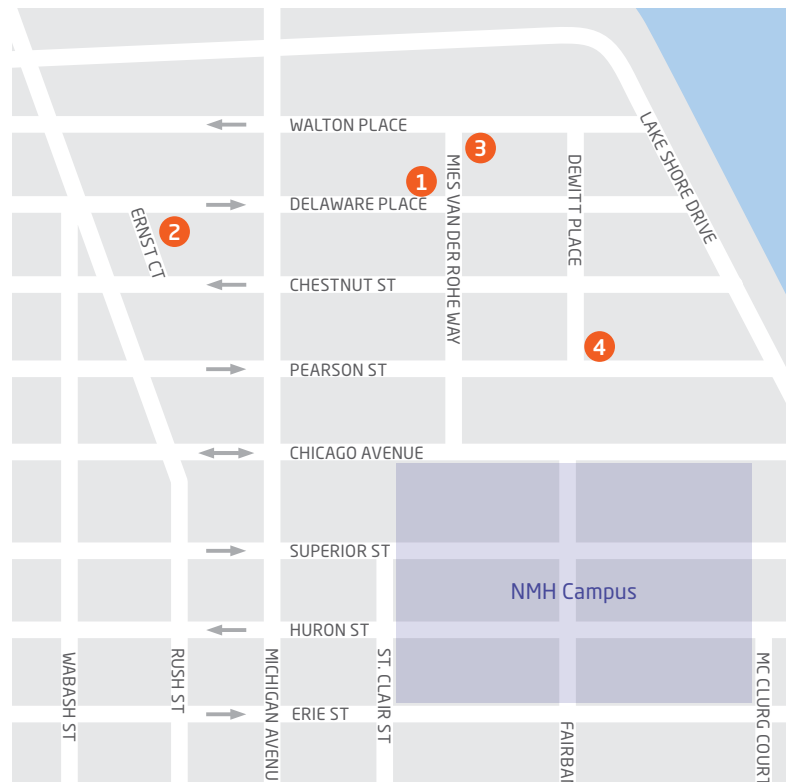 WALTON PLACE
3
LAKE SHORE DRIVE
MIES VAN DER ROHE WAY
DEWITT PLACE
1
DELAWARE PLACE
ERNST CT
2
CHESTNUT ST
4
PEARSON ST
CHICAGO AVENUE
SUPERIOR ST
NMH Campus
HURON ST
WABASH ST
RUSH ST
MICHIGAN AVENU
ST. CLAIR ST
MC CLURG COURT
ERIE ST
FAIRBA